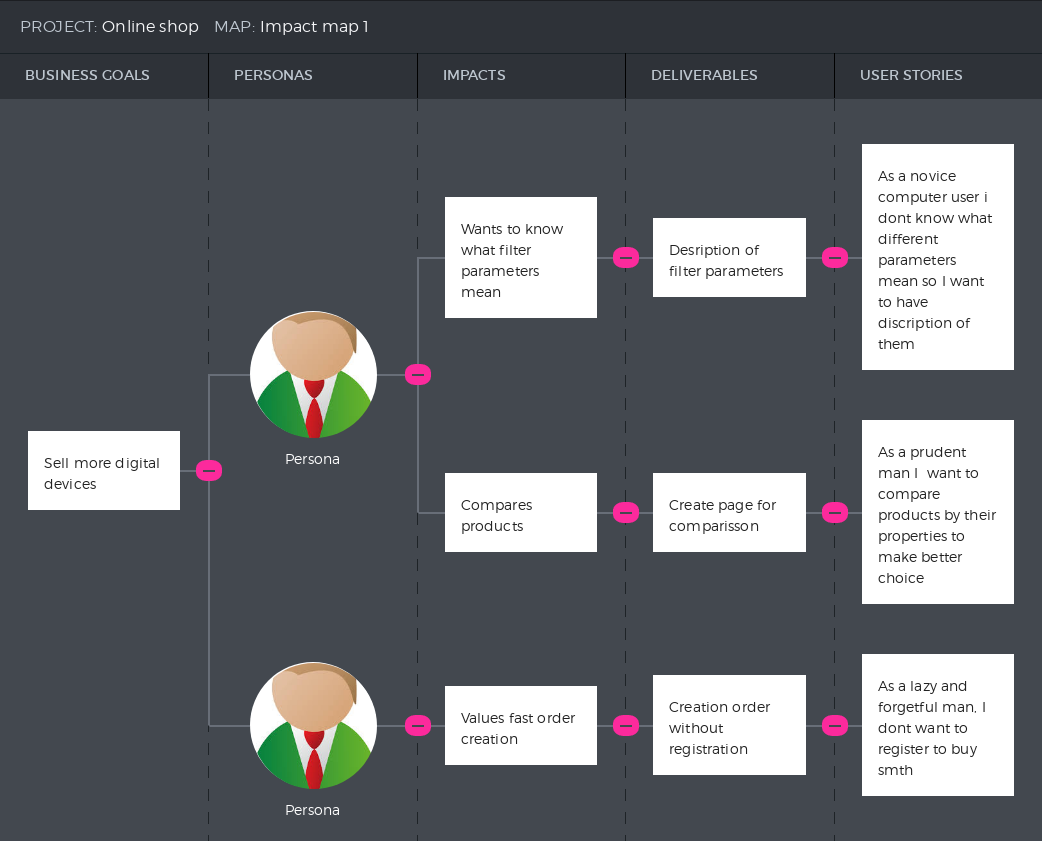 PROJECT: Online shop MAP: Impact map 1
BUSINESS GOALS
PERSONAS
IMPACTS
DELIVERABLES
USER STORIES
Sell more digital
devices
Persona
Wants to know
what filter
parameters
mean
Desription of
filter parameters
As a novice
computer user i
dont know what
different
parameters
mean so I want
to have
discription of
them
Compares
products
Create page for
comparisson
As a prudent
man I want to
compare
products by their
properties to
make better
choice
Persona
Values fast order
creation
Creation order
without
registration
As a lazy and
forgetful man, I
dont want to
register to buy
smth